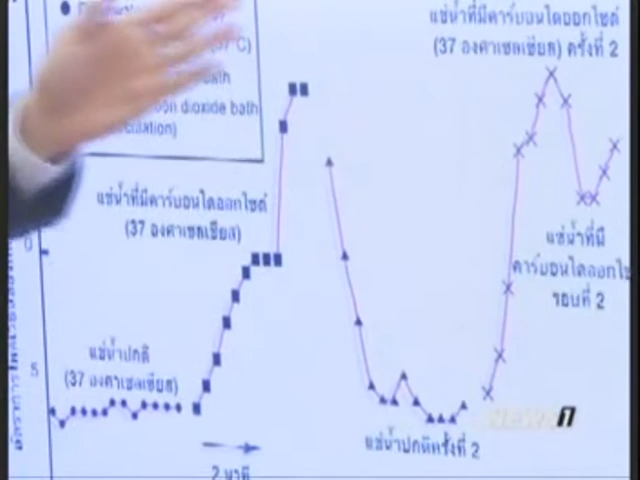 แช่น้ำที่มีคาร์บอนไดออกไซด์
(37 องศาเซลเซียส) ครั้งที่ 2
dioxide bath
แช่น้ำที่มีคาร์บอนไดออกไซด์
(37 องศาเซลเซียส)
แช่น้ำที่มี
คาร์บอนไดออกไซ
รอบที่ 2
0
5
แช่น้ำปกติ
(37 องศาเซลเซียส)
แช่น้ำปกติครั้งที่ 2
2 นาที
NEWS1